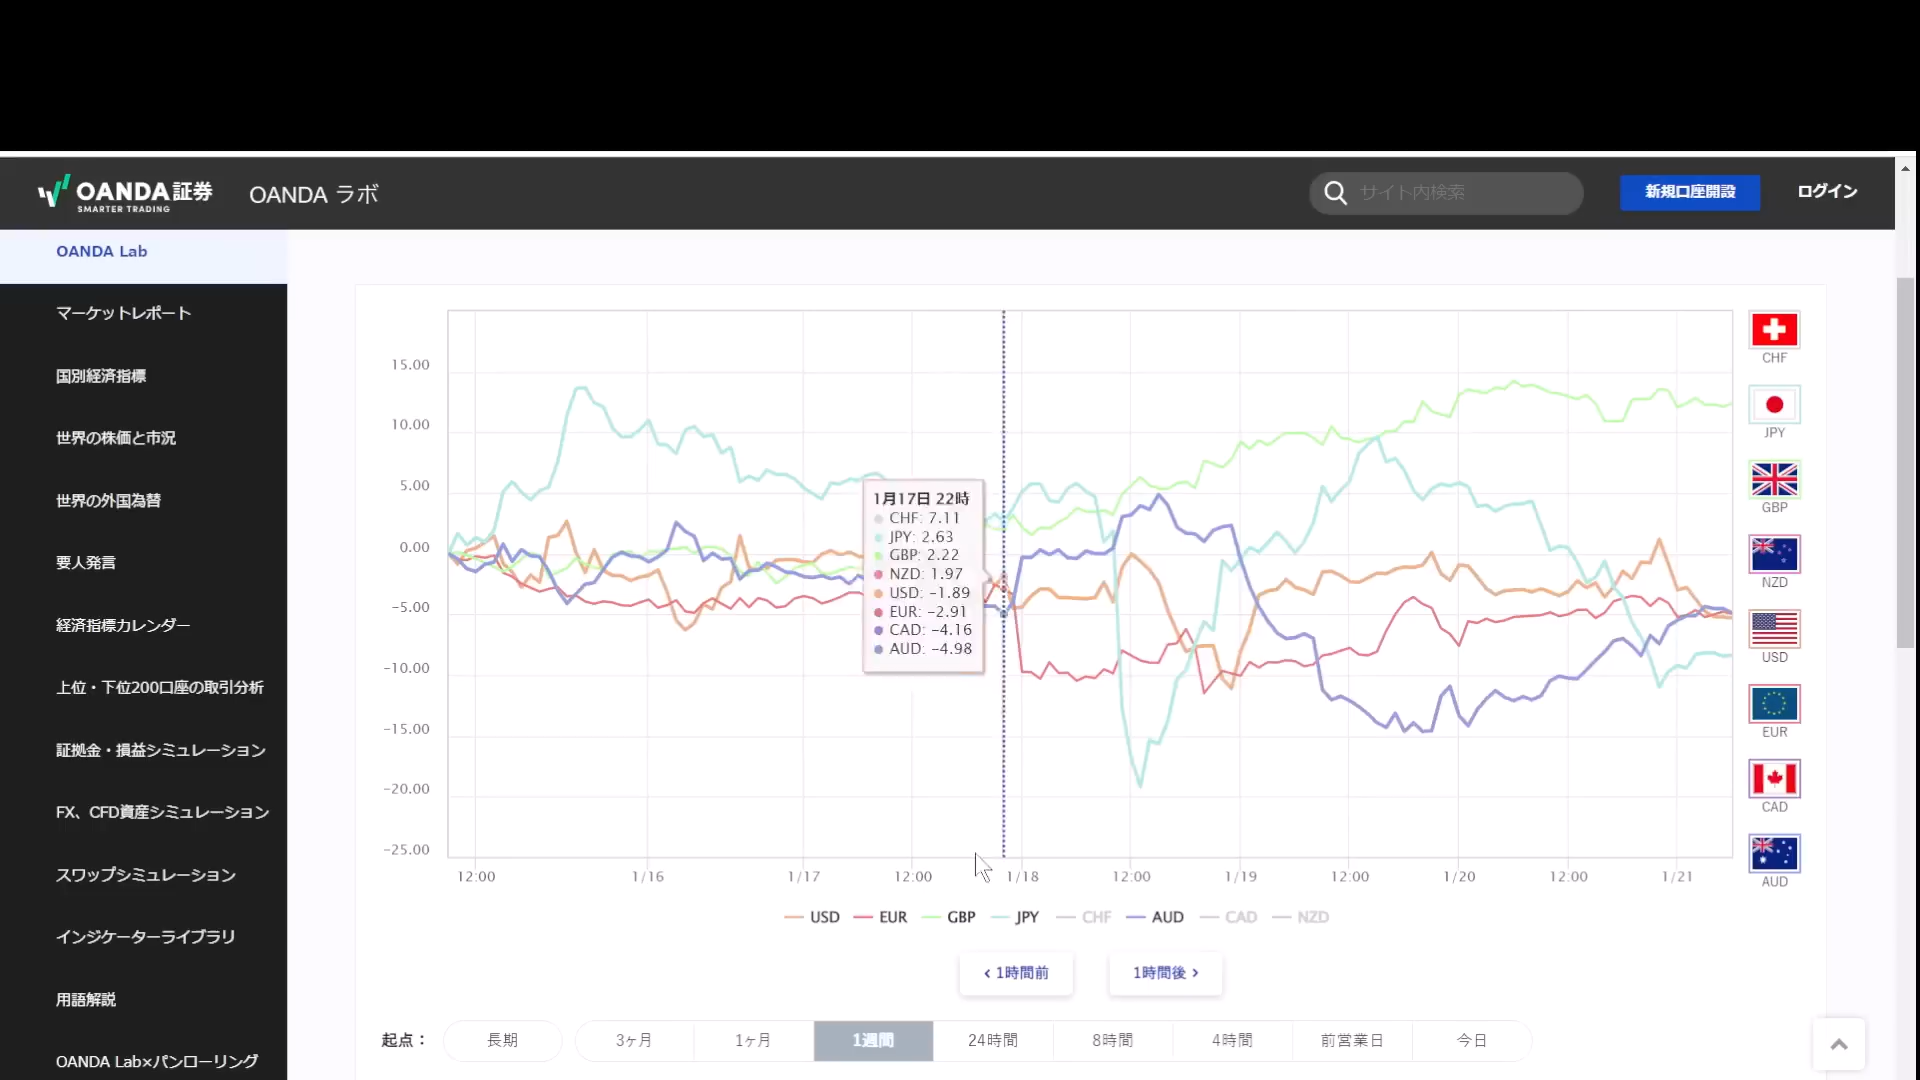 OANDA証券
SMARTER TRADING
OANDA ラボ
サイト内検索
新規口座開設
ログイン
OANDA Lab
マーケットレポート
国別経済指標
世界の株価と市況
世界の外国為替
要人発言
経済指標カレンダー
上位・下位200口座の取引分析
証拠金・損益シミュレーション
FX、CFD資産シミュレーション
スワップシミュレーション
インジケーターライブラリ
用語解説
OANDA Lab×パンローリング
15.00
10.00
5.00
0.00
−5.00
−10.00
−15.00
−20.00
−25.00
1月17日 22時
CHF: 7.11
JPY: 2.63
GBP: 2.22
NZD: 1.97
USD: −1.89
EUR: −2.91
CAD: −4.16
AUD: −4.98
12:00 1/16 1/17 12:00 1/18 12:00 1/19 12:00 1/20 12:00 1/21
CHF
JPY
GBP
NZD
USD
EUR
CAD
AUD
USD EUR GBP JPY CHF AUD CAD NZD
‹ 1時間前
1時間後 ›
起点： 長期 3ヶ月 1ヶ月 1週間 24時間 8時間 4時間 前営業日 今日